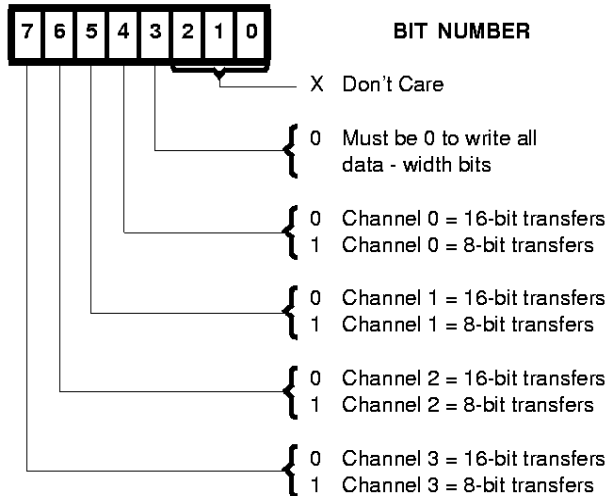 7 6 5 4 3 2 1 0 BIT NUMBER
X Don't Care
0 Must be 0 to write all
data - width bits
0 Channel 0 = 16-bit transfers
1 Channel 0 = 8-bit transfers
0 Channel 1 = 16-bit transfers
1 Channel 1 = 8-bit transfers
0 Channel 2 = 16-bit transfers
1 Channel 2 = 8-bit transfers
0 Channel 3 = 16-bit transfers
1 Channel 3 = 8-bit transfers